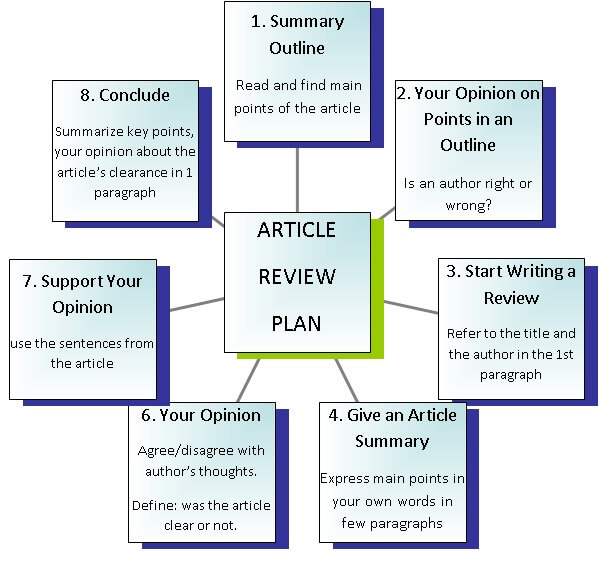 1. Summary
Outline
Read and find main
points of the article
2. Your Opinion on
Points in an
Outline
Is an author right or
wrong?
3. Start Writing a
Review
Refer to the title and
the author in the 1st
paragraph
4. Give an Article
Summary
Express main points in
your own words in
few paragraphs
6. Your Opinion
Agree/disagree with
author's thoughts.
Define: was the article
clear or not.
7. Support Your
Opinion
use the sentences from
the article
8. Conclude
Summarize key points,
your opinion about the
article's clearance in 1
paragraph
ARTICLE
REVIEW
PLAN